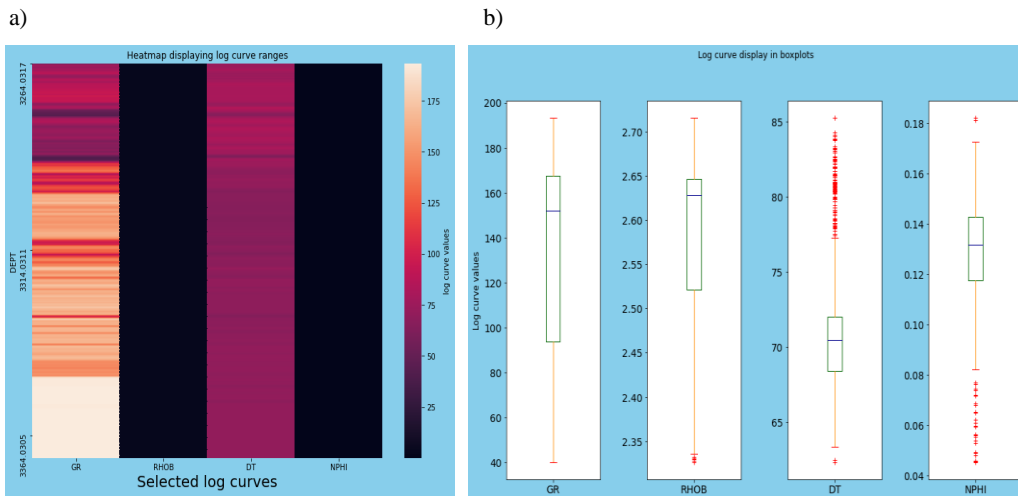 a)
b)
Heatmap displaying log curve ranges
3264.0317
3314.0311
3364.0305
DEPT
GR
RHOB
DT
NPHI
Selected log curves
175
150
125
100
75
50
25
log curve values
Log curve display in boxplots
Log curve values
200
180
160
140
120
100
80
60
40
GR
2.70
2.65
2.60
2.55
2.50
2.45
2.40
2.35
RHOB
85
80
75
70
65
DT
0.18
0.16
0.14
0.12
0.10
0.08
0.06
0.04
NPHI